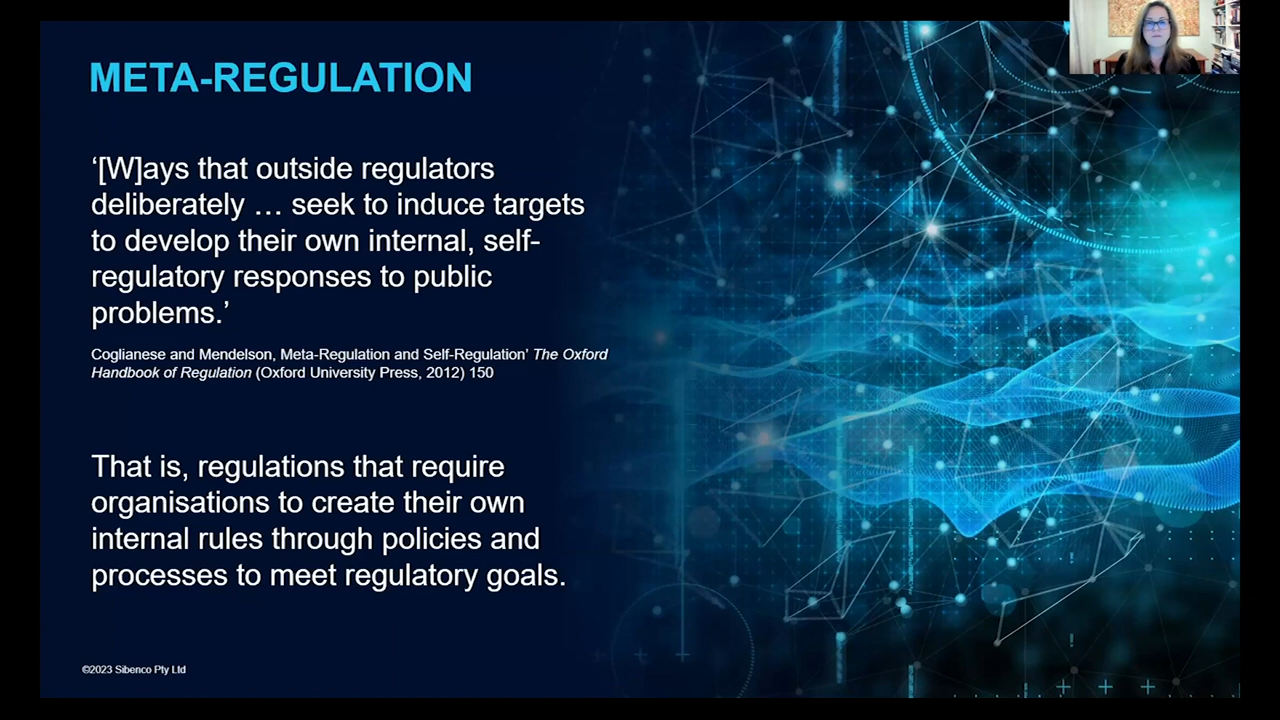 META-REGULATION
‘[W]ays that outside regulators
deliberately … seek to induce targets
to develop their own internal, self-
regulatory responses to public
problems.’
Coglianese and Mendelson, Meta-Regulation and Self-Regulation’ The Oxford
Handbook of Regulation (Oxford University Press, 2012) 150
That is, regulations that require
organisations to create their own
internal rules through policies and
processes to meet regulatory goals.
©2023 Sibenco Pty Ltd